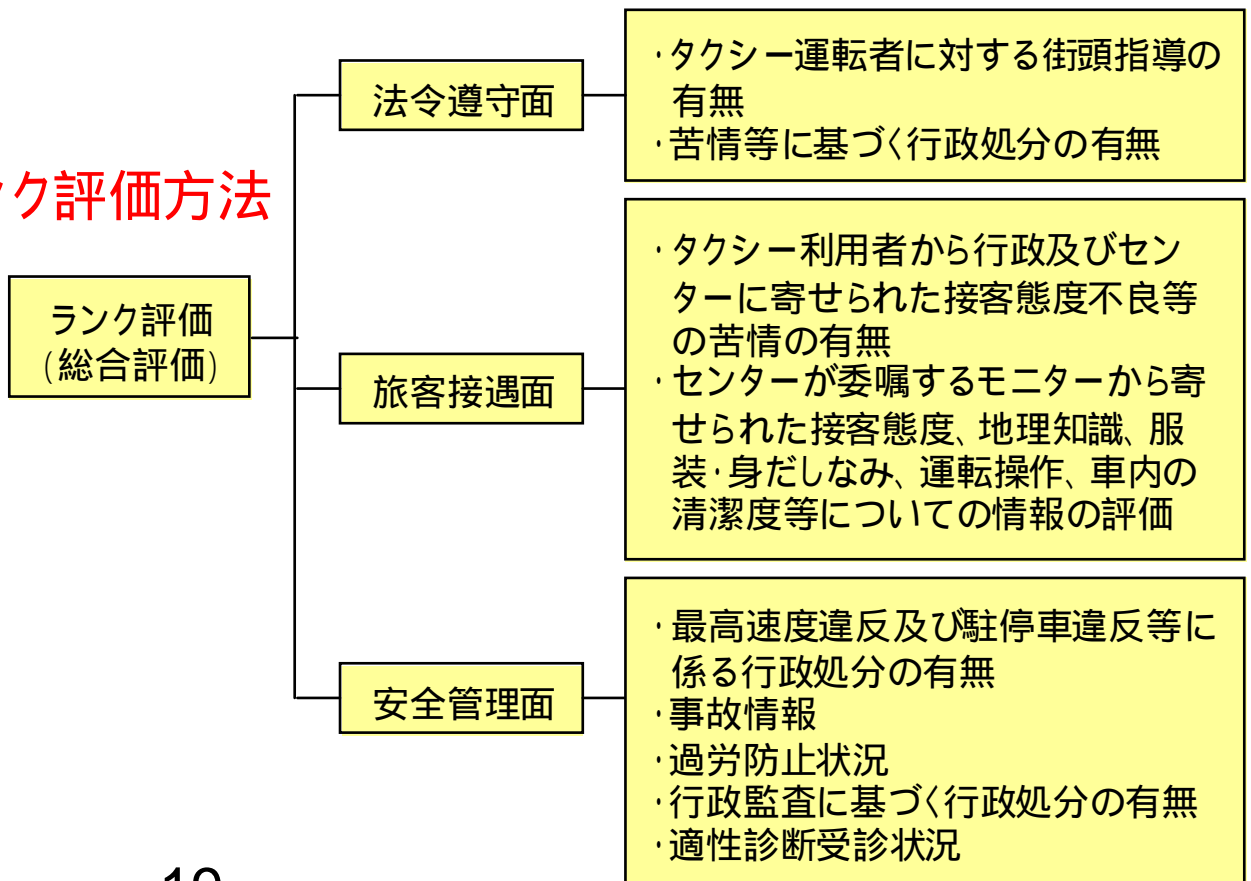 ク評価方法
ランク評価
(総合評価)
法令遵守面
・タクシー運転者に対する街頭指導の
有無
・苦情等に基づく行政処分の有無
旅客接遇面
・タクシー利用者から行政及びセン
ターに寄せられた接客態度不良等
の苦情の有無
・センターが委嘱するモニターから寄
せられた接客態度、地理知識、服
装・身だしなみ、運転操作、車内の
清潔度等についての情報の評価
安全管理面
・最高速度違反及び駐停車違反等に
係る行政処分の有無
・事故情報
・過労防止状況
・行政監査に基づく行政処分の有無
・適性診断受診状況